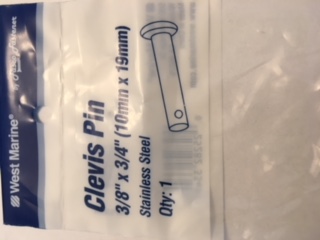 West Marine®
Clevis Pin
3/8" x 3/4" (10mm x 19mm)
Stainless Steel
Qty: 1